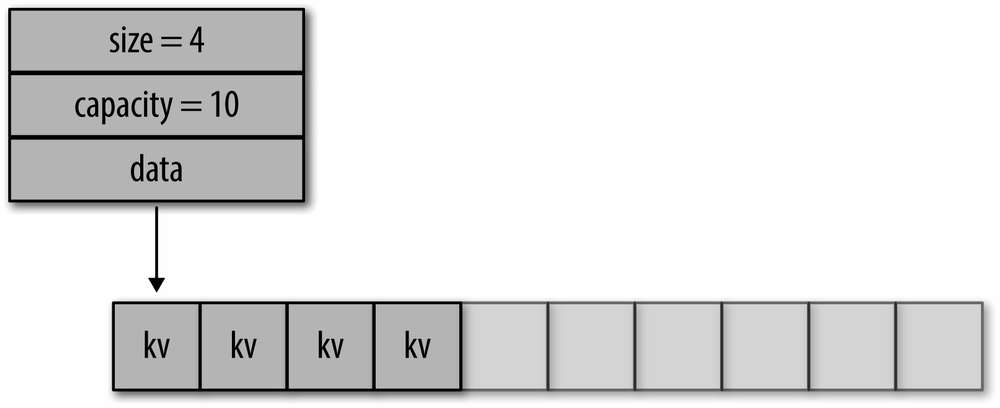 size = 4
capacity = 10
data
kv kv kv kv